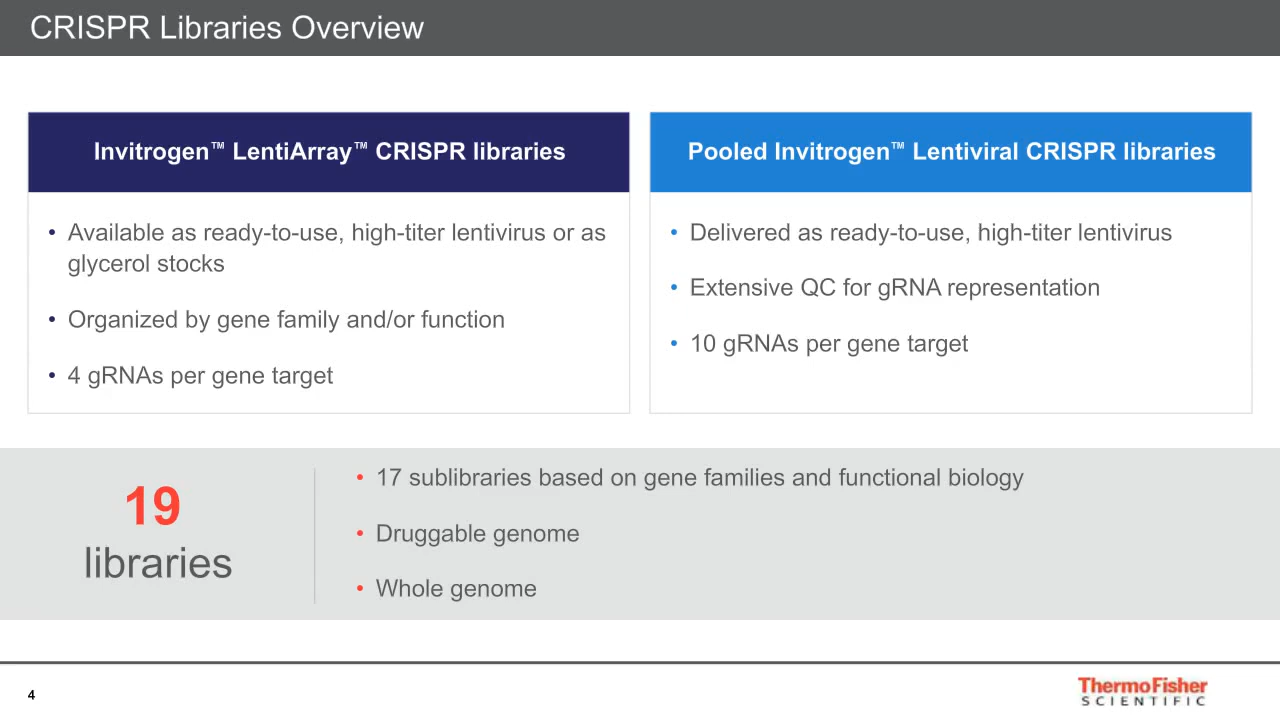 CRISPR Libraries Overview
Invitrogen™ LentiArray™ CRISPR libraries
• Available as ready-to-use, high-titer lentivirus or as
glycerol stocks
• Organized by gene family and/or function
• 4 gRNAs per gene target
Pooled Invitrogen™ Lentiviral CRISPR libraries
• Delivered as ready-to-use, high-titer lentivirus
• Extensive QC for gRNA representation
• 10 gRNAs per gene target
19
libraries
• 17 sublibraries based on gene families and functional biology
• Druggable genome
• Whole genome
4
ThermoFisher
SCIENTIFIC